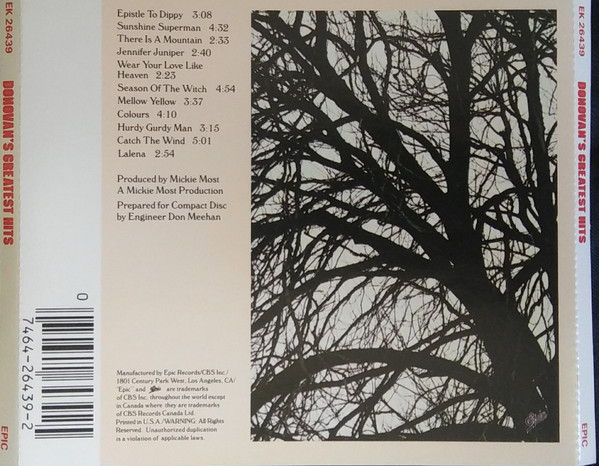 Epistle To Dippy 3:08
Sunshine Superman 4:32
There Is A Mountain 2:33
Jennifer Juniper 2:40
Wear Your Love Like
Heaven 2:23
Season Of The Witch 4:54
Mellow Yellow 3:37
Colours 4:10
Hurdy Gurdy Man 3:15
Catch The Wind 5:01
Lalena 2:54
Produced by Mickie Most
A Mickie Most Production
Prepared for Compact Disc
by Engineer Don Meehan
Manufactured by Epic Records/CBS Inc./
1801 Century Park West, Los Angeles, CA/
"Epic" and are trademarks
of CBS Inc. throughout the world except
in Canada where they are trademarks
of CBS Records Canada Ltd.
Printed in U.S.A./WARNING: All Rights
Reserved. Unauthorized duplication
is a violation of applicable laws.
EK 26439
DONOVAN'S GREATEST HITS
EPIC
0
7464-26439-2
EK 26439
DONOVAN'S GREATEST HITS
EPIC